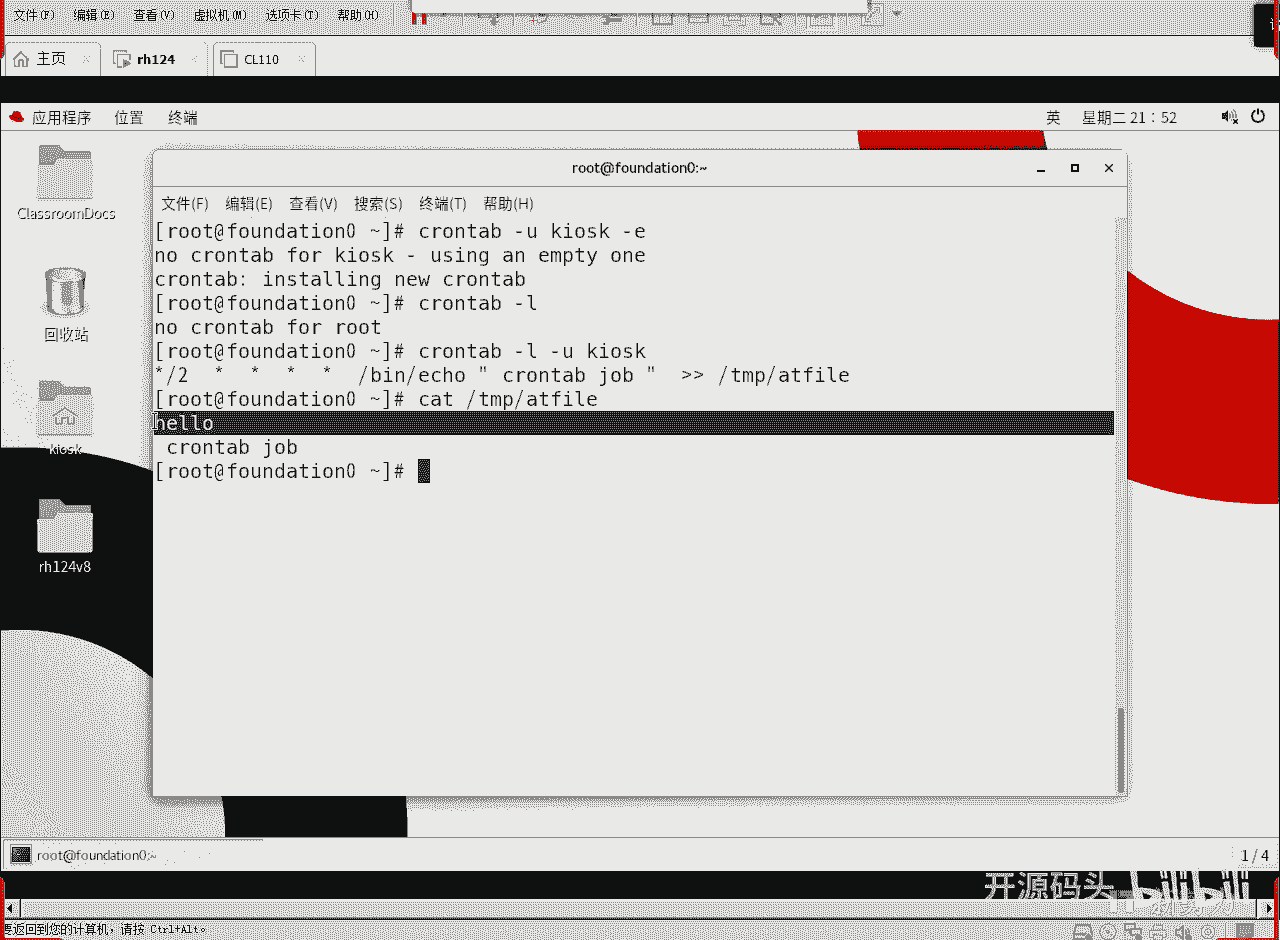 文件(F) 编辑(E) 查看(V) 虚拟机(M) 选项卡(T) 帮助(H)
主页 × rh124 × CL110 ×
应用程序 位置 终端 英 星期二 21：52
ClassroomDocs
回收站
kiosk
rh124v8
root@foundation0:~
文件(F) 编辑(E) 查看(V) 搜索(S) 终端(T) 帮助(H)
[root@foundation0 ~]# crontab -u kiosk -e
no crontab for kiosk - using an empty one
crontab: installing new crontab
[root@foundation0 ~]# crontab -l
no crontab for root
[root@foundation0 ~]# crontab -l -u kiosk
*/2  *  *  *  *  /bin/echo " crontab job "  >> /tmp/atfile
[root@foundation0 ~]# cat /tmp/atfile
hello
 crontab job
[root@foundation0 ~]#
root@foundation0:~ 1 / 4
开源码头 bilibili
要返回到您的计算机，请按 Ctrl+Alt。